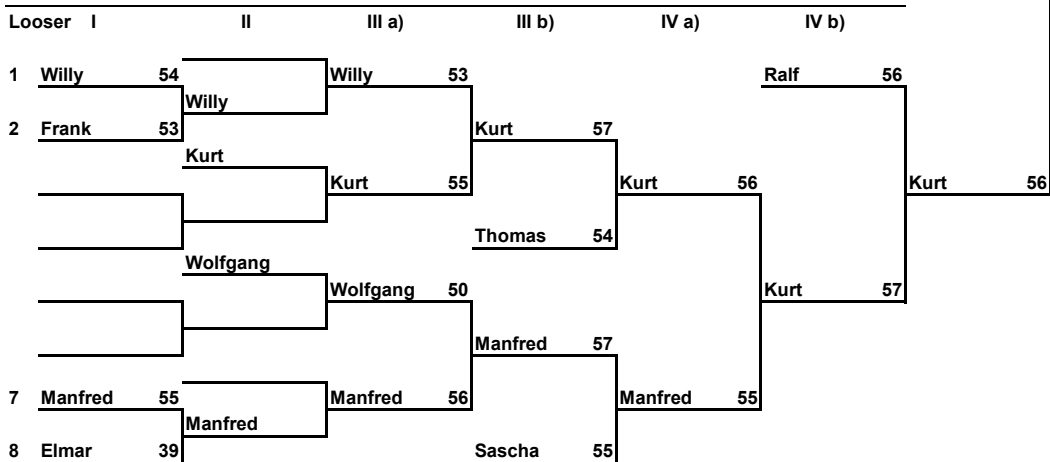 Looser I II III a) III b) IV a) IV b)
1 Willy 54 Willy 53 Ralf 56
Willy
2 Frank 53 Kurt 57
Kurt
Kurt 55 Kurt 56 Kurt 56
Thomas 54
Wolfgang
Wolfgang 50 Kurt 57
Manfred 57
7 Manfred 55 Manfred 56 Manfred 55
Manfred
8 Elmar 39 Sascha 55